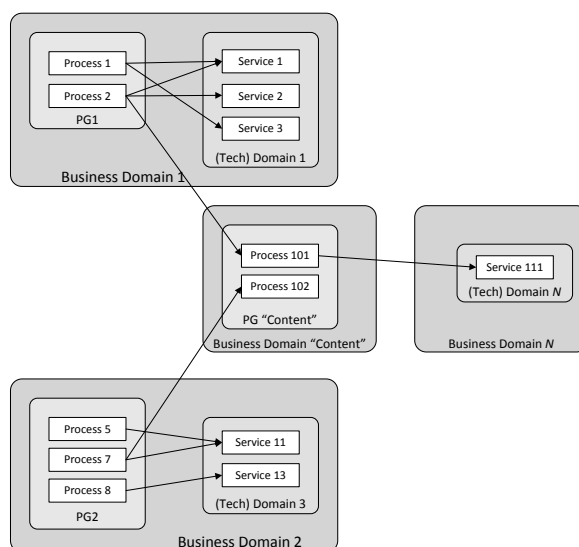 Process 1
Process 2
PG1
Service 1
Service 2
Service 3
(Tech) Domain 1
Business Domain 1
Process 101
Process 102
PG “Content”
Business Domain “Content”
Service 111
(Tech) Domain N
Business Domain N
Process 5
Process 7
Process 8
PG2
Service 11
Service 13
(Tech) Domain 3
Business Domain 2